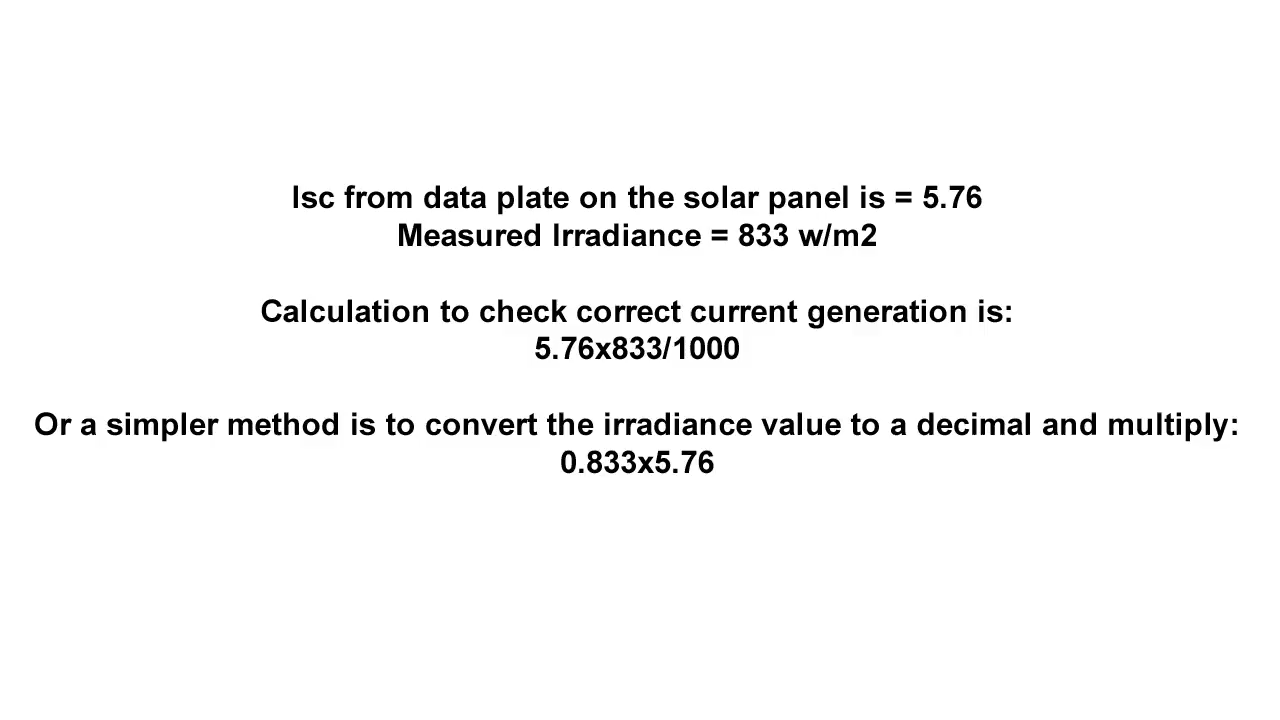 Isc from data plate on the solar panel is = 5.76
Measured Irradiance = 833 w/m2
Calculation to check correct current generation is:
5.76x833/1000
Or a simpler method is to convert the irradiance value to a decimal and multiply:
0.833x5.76